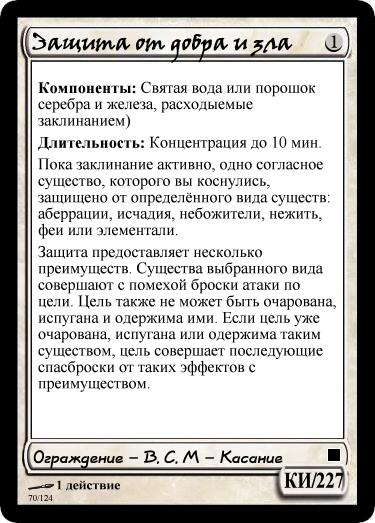 Защита от добра и зла 1
Компоненты: Святая вода или порошок
серебра и железа, расходыемые
заклинанием)
Длительность: Концентрация до 10 мин.
Пока заклинание активно, одно согласное
существо, которого вы коснулись,
защищено от определённого вида существ:
аберрации, исчадия, небожители, нежить,
феи или элементали.
Защита предоставляет несколько
преимуществ. Существа выбранного вида
совершают с помехой броски атаки по
цели. Цель также не может быть очарована,
испугана и одержима ими. Если цель уже
очарована, испугана или одержима таким
существом, цель совершает последующие
спасброски от таких эффектов с
преимуществом.
Ограждение – В, С, М – Касание
1 действие
КИ/227
70/124